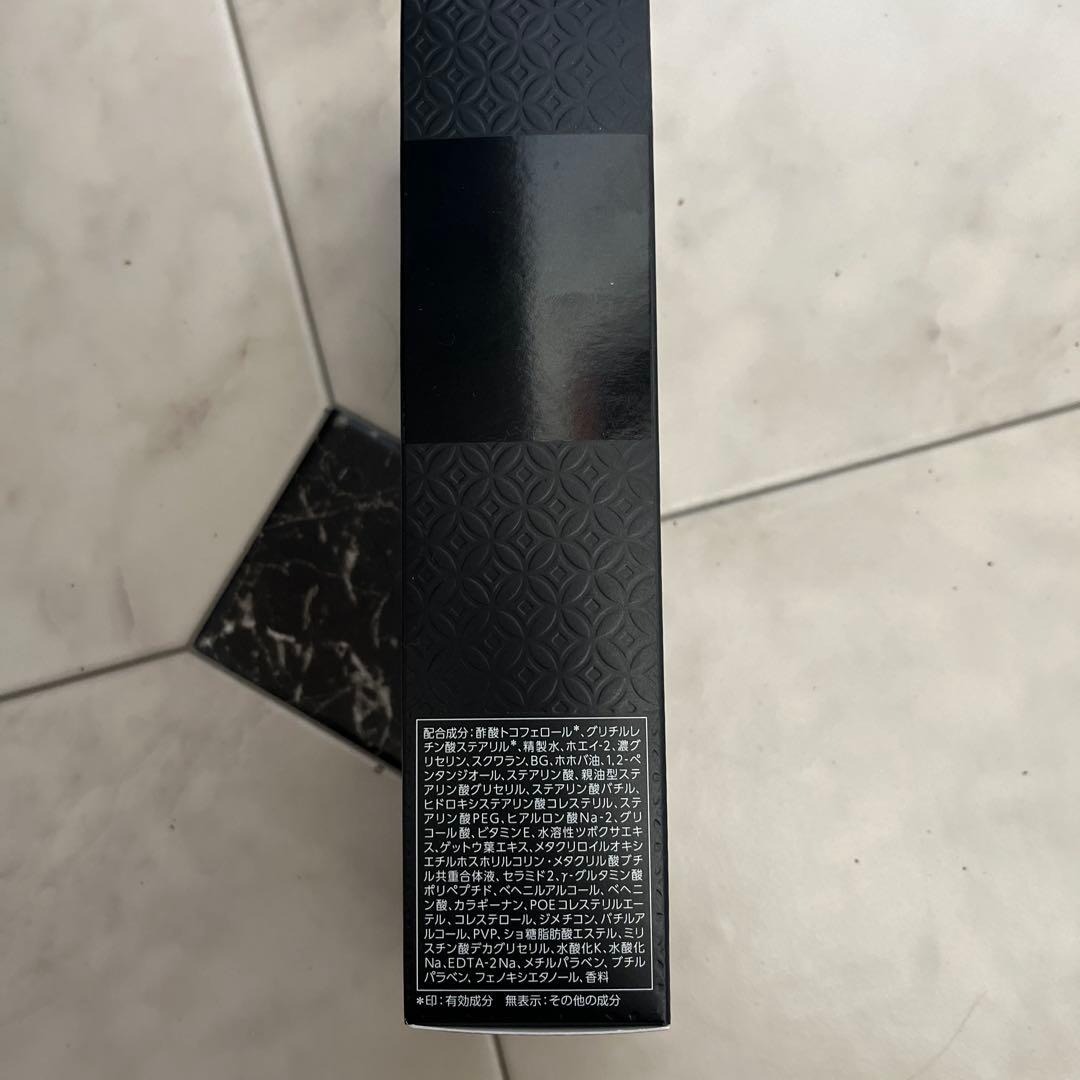 配合成分：酢酸トコフェロール*、グリチルレ
チン酸ステアリル*、精製水、ホエイ-2、濃グ
リセリン、スクワラン、BG、ホホバ油、1,2-ペ
ンタンジオール、ステアリン酸、親油型ステ
アリン酸グリセリル、ステアリン酸バチル、
ヒドロキシステアリン酸コレステリル、ステ
アリン酸PEG、ヒアルロン酸Na-2、グリ
コール酸、ビタミンE、水溶性ツボクサエキ
ス、ゲットウ葉エキス、メタクリロイルオキシ
エチルホスホリルコリン・メタクリル酸ブチ
ル共重合体液、セラミド2、γ-グルタミン酸
ポリペプチド、ベヘニルアルコール、ベヘニ
ン酸、カラギーナン、POEコレステリルエー
テル、コレステロール、ジメチコン、バチルア
ルコール、PVP、ショ糖脂肪酸エステル、ミリ
スチン酸デカグリセリル、水酸化K、水酸化
Na、EDTA-2Na、メチルパラベン、ブチル
パラベン、フェノキシエタノール、香料
*印：有効成分　無表示：その他の成分